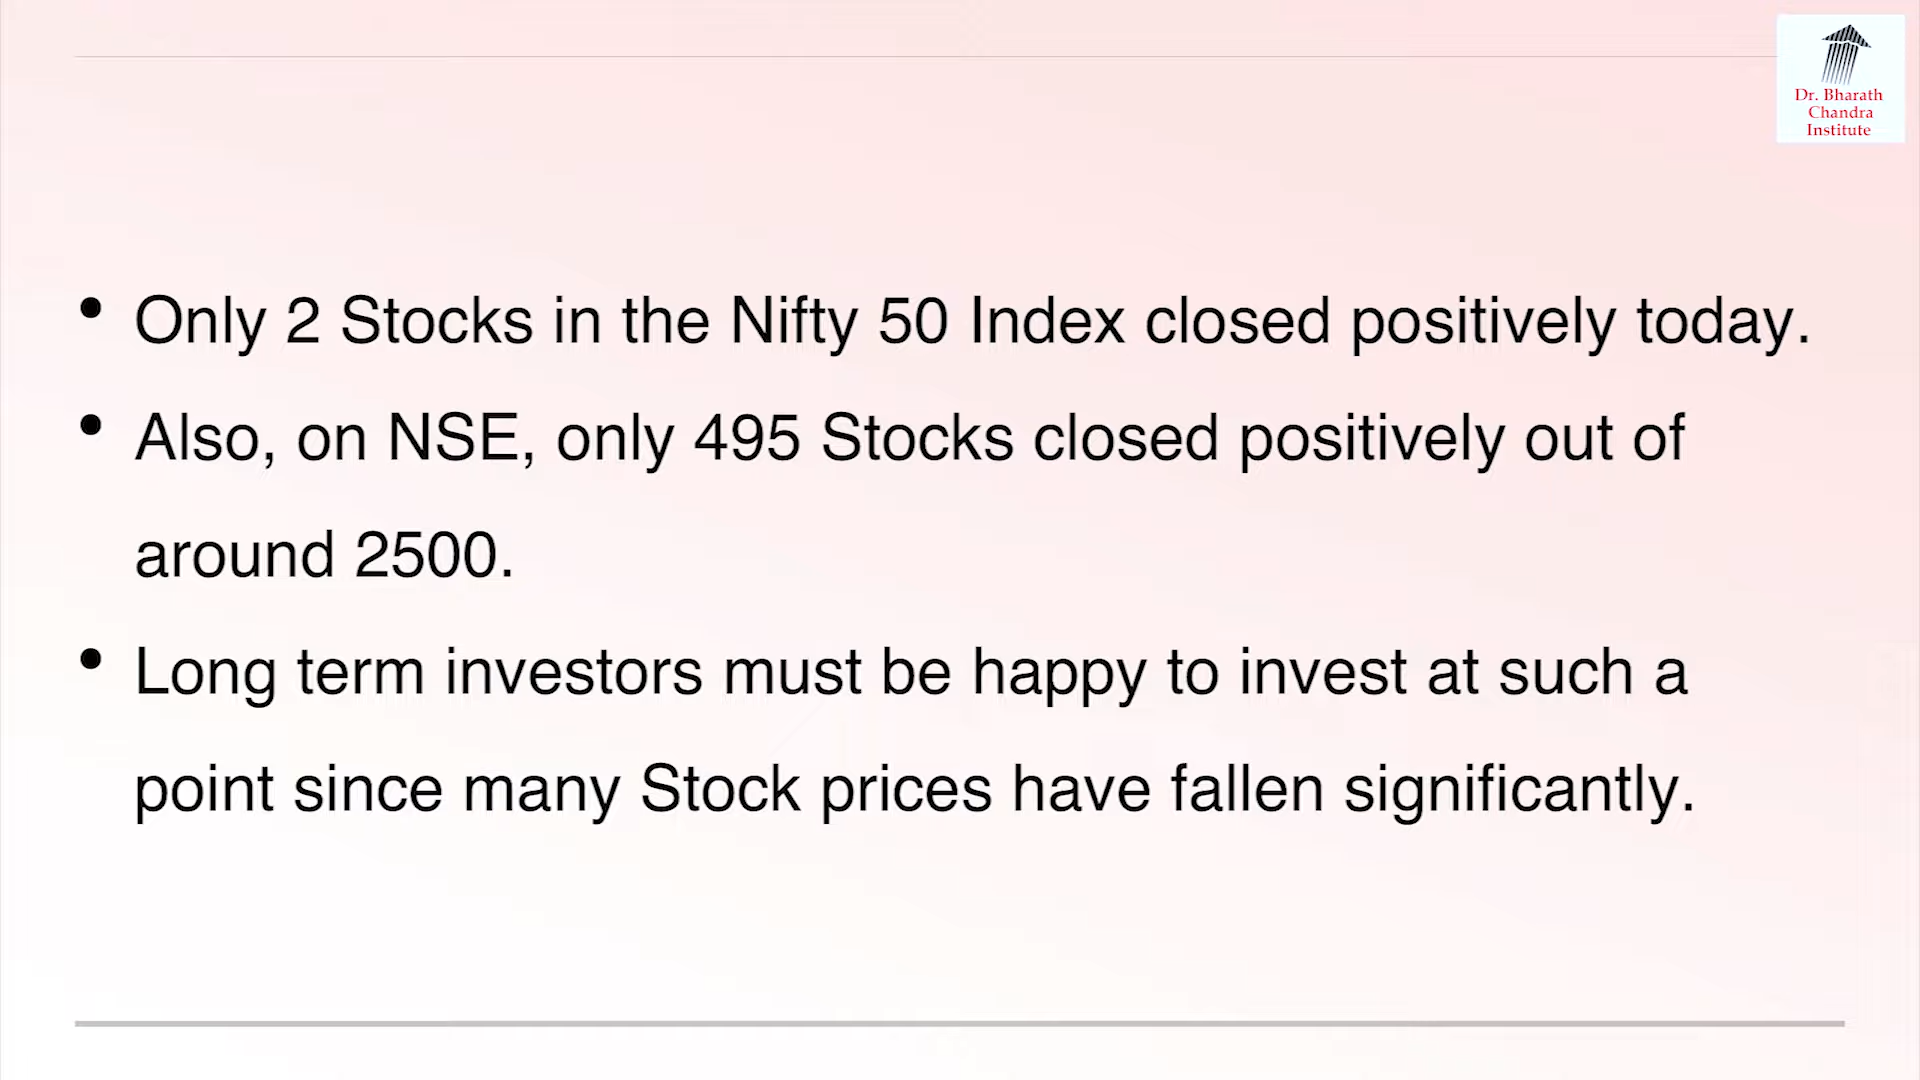 Dr. Bharath
Chandra
Institute
• Only 2 Stocks in the Nifty 50 Index closed positively today.
• Also, on NSE, only 495 Stocks closed positively out of
around 2500.
• Long term investors must be happy to invest at such a
point since many Stock prices have fallen significantly.